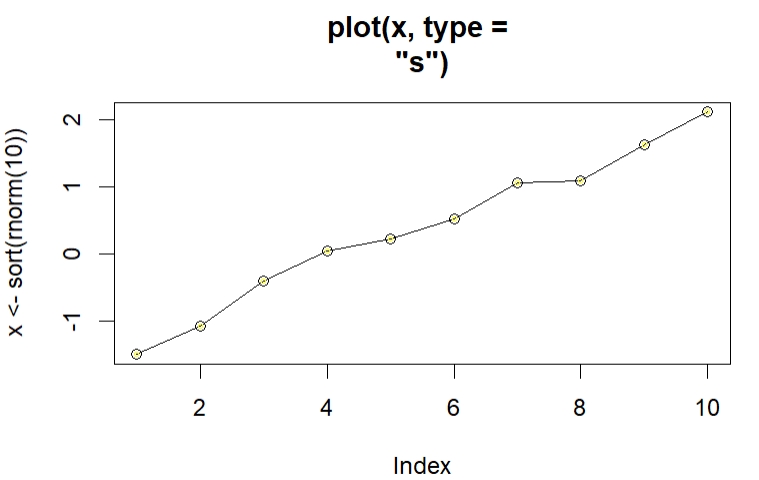 plot(x, type =
"s")
x <- sort(rnorm(10))
2
1
0
-1
2
4
6
8
10
Index